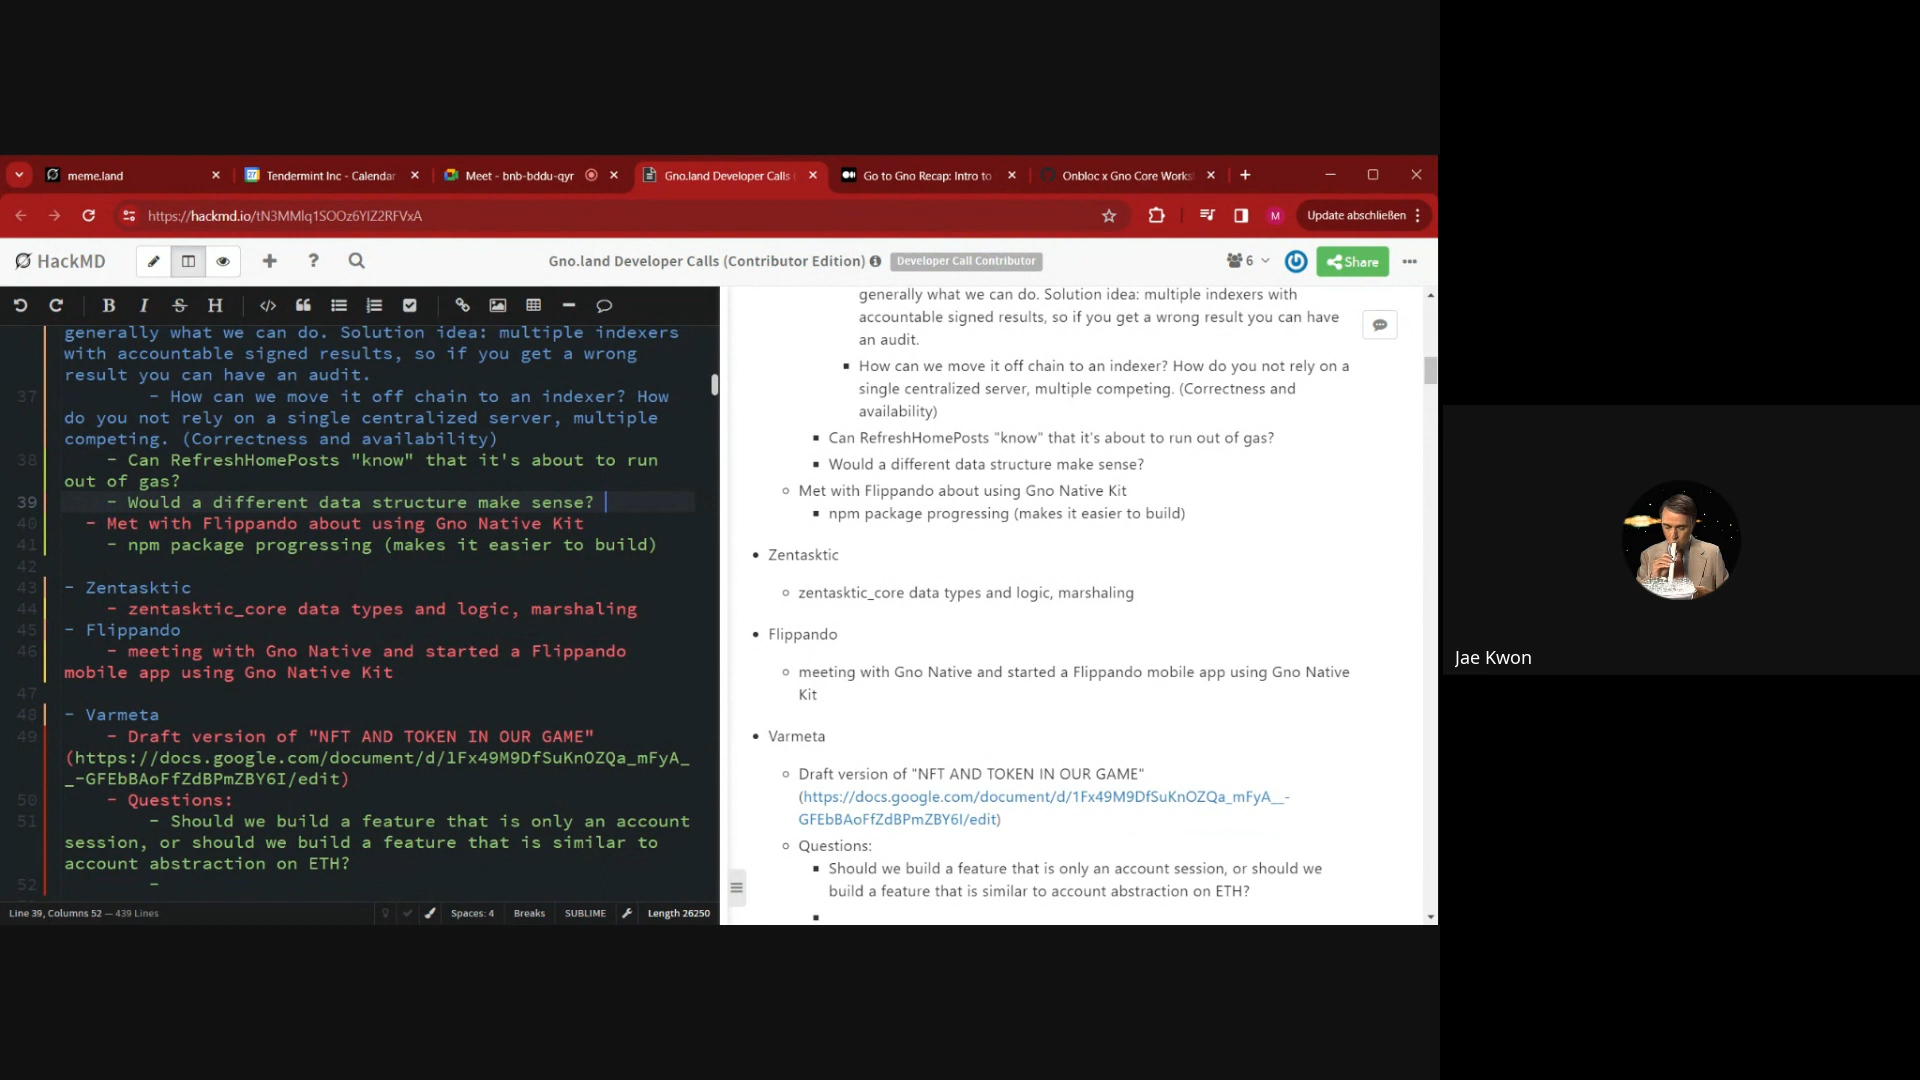 meme.land
Tendermint Inc - Calendar
Meet - bnb-bddu-qyr
Gno.land Developer Calls (
Go to Gno Recap: Intro to
Onbloc x Gno Core Works
https://hackmd.io/tN3MMlq1SOOz6YIZ2RFVxA
M
Update abschließen
HackMD
Gno.land Developer Calls (Contributor Edition)
Developer Call Contributor
6
Share
generally what we can do. Solution idea: multiple indexers
with accountable signed results, so if you get a wrong
result you can have an audit.
37 - How can we move it off chain to an indexer? How
do you not rely on a single centralized server, multiple
competing. (Correctness and availability)
38 - Can RefreshHomePosts "know" that it's about to run
out of gas?
39 - Would a different data structure make sense?
40 - Met with Flippando about using Gno Native Kit
41 - npm package progressing (makes it easier to build)
42
43 - Zentasktic
44 - zentasktic_core data types and logic, marshaling
45 - Flippando
46 - meeting with Gno Native and started a Flippando
mobile app using Gno Native Kit
47
48 - Varmeta
49 - Draft version of "NFT AND TOKEN IN OUR GAME"
(https://docs.google.com/document/d/1Fx49M9DfSuKnOZQa_mFyA_
_-GFEbBAoFfZdBPmZBY6I/edit)
50 - Questions:
51 - Should we build a feature that is only an account
session, or should we build a feature that is similar to
account abstraction on ETH?
52 -
Line 39, Columns 52 — 439 Lines
Spaces: 4
Breaks
SUBLIME
Length 26250
generally what we can do. Solution idea: multiple indexers with
accountable signed results, so if you get a wrong result you can have
an audit.
▪ How can we move it off chain to an indexer? How do you not rely on a
single centralized server, multiple competing. (Correctness and
availability)
▪ Can RefreshHomePosts "know" that it's about to run out of gas?
▪ Would a different data structure make sense?
○ Met with Flippando about using Gno Native Kit
▪ npm package progressing (makes it easier to build)
• Zentasktic
○ zentasktic_core data types and logic, marshaling
• Flippando
○ meeting with Gno Native and started a Flippando mobile app using Gno Native
Kit
• Varmeta
○ Draft version of "NFT AND TOKEN IN OUR GAME"
(https://docs.google.com/document/d/1Fx49M9DfSuKnOZQa_mFyA__-
GFEbBAoFfZdBPmZBY6I/edit)
○ Questions:
▪ Should we build a feature that is only an account session, or should we
build a feature that is similar to account abstraction on ETH?
▪
Jae Kwon